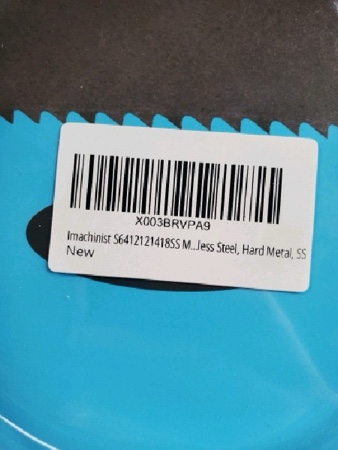 X003BRVPA9
Imachinist S6412121418SS M...less Steel, Hard Metal, SS
New